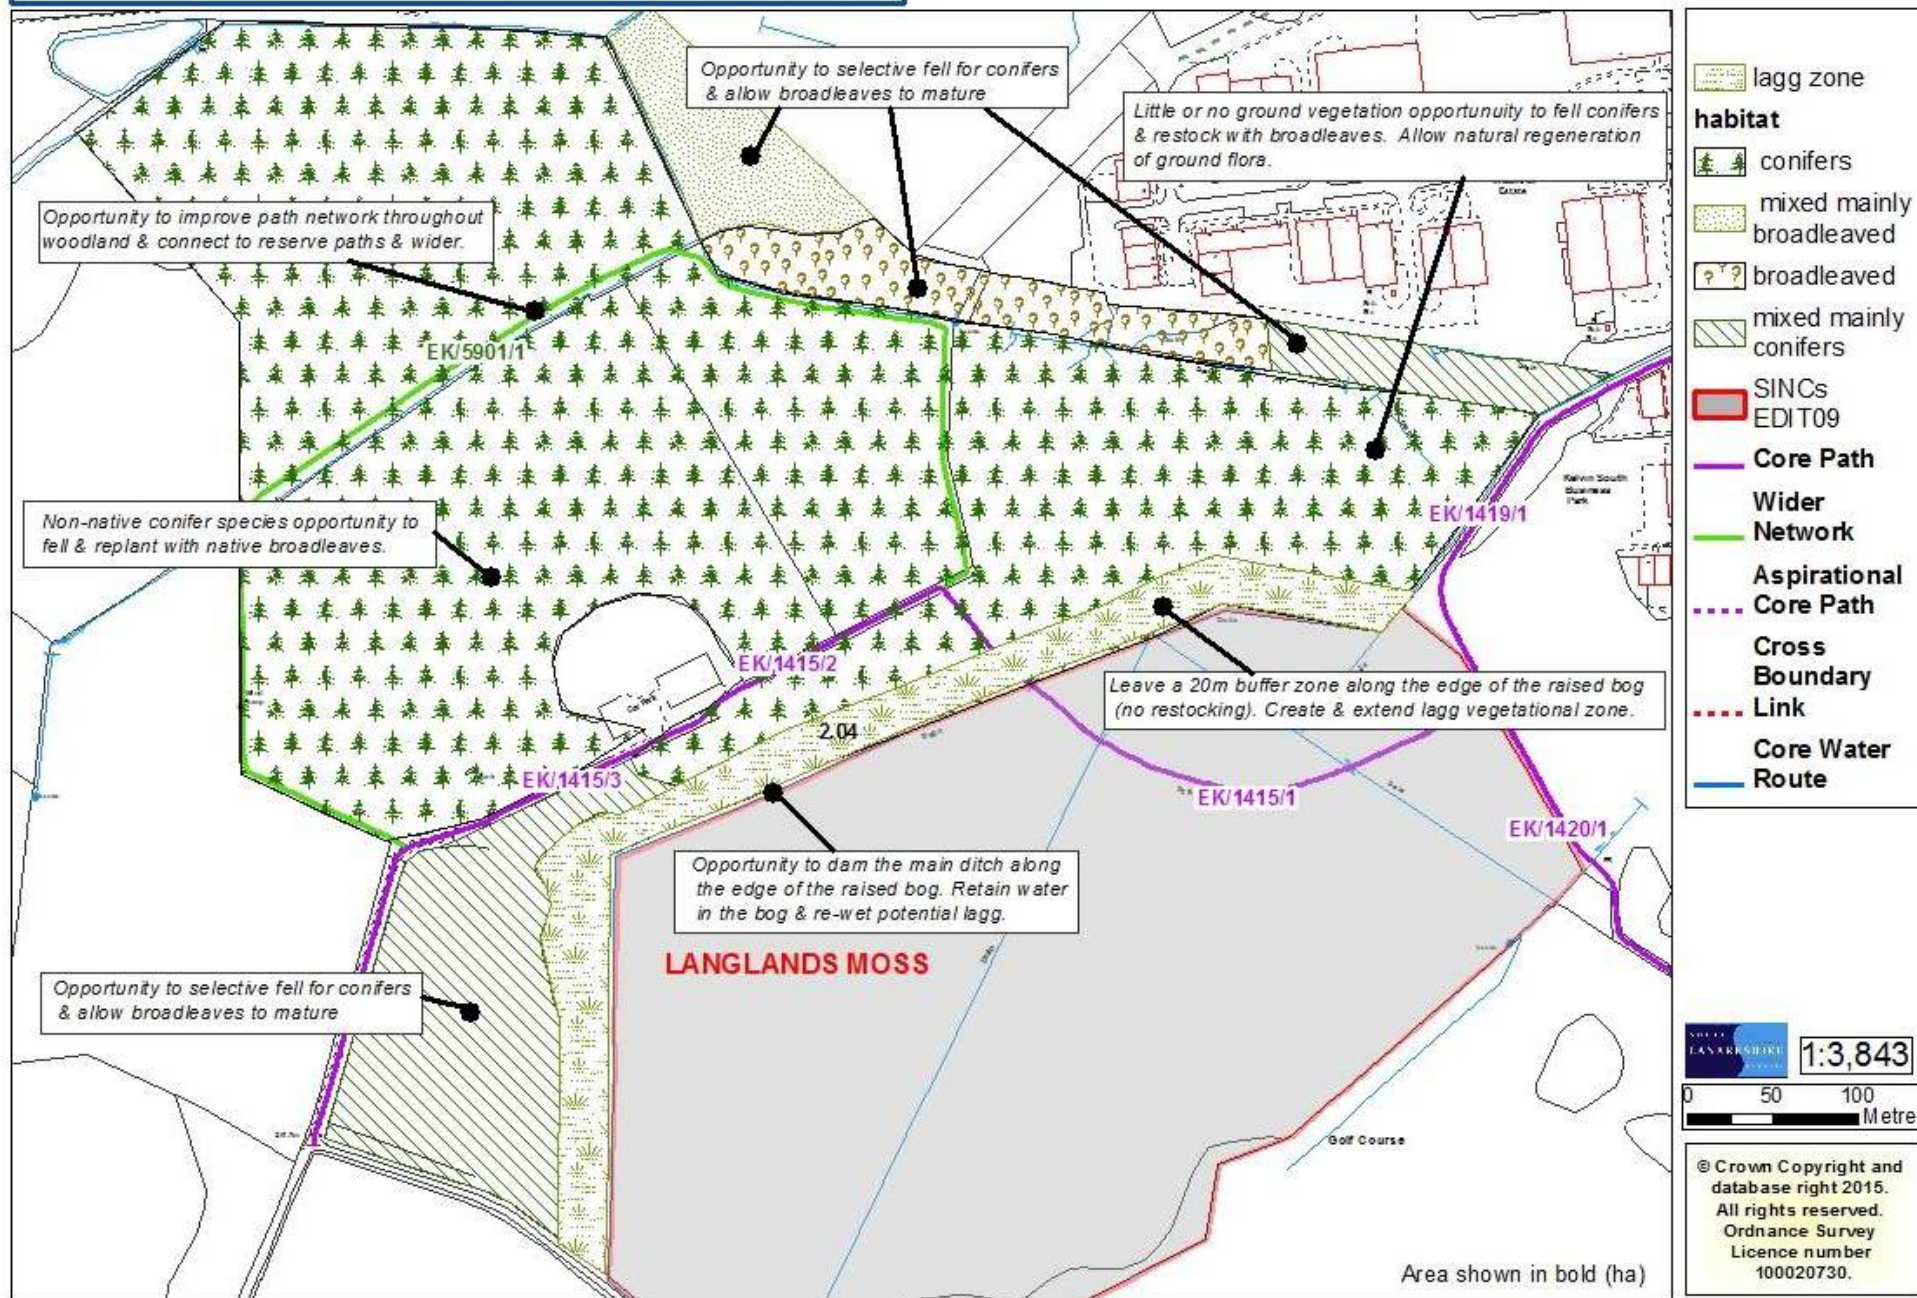 Opportunity to selective fell for conifers
& allow broadleaves to mature
Little or no ground vegetation opportunuity to fell conifers
& restock with broadleaves. Allow natural regeneration
of ground flora.
Opportunity to improve path network throughout
woodland & connect to reserve paths & wider.
EK/5901/1
Non-native conifer species opportunity to
fell & replant with native broadleaves.
Kelvin South
Business
Park
EK/1419/1
EK/1415/2
Car Park
Leave a 20m buffer zone along the edge of the raised bog
(no restocking). Create & extend lagg vegetational zone.
2.04
EK/1415/3
EK/1415/1
EK/1420/1
Opportunity to dam the main ditch along
the edge of the raised bog. Retain water
in the bog & re-wet potential lagg.
LANGLANDS MOSS
Opportunity to selective fell for conifers
& allow broadleaves to mature
Golf Course
Area shown in bold (ha)
lagg zone
habitat
conifers
mixed mainly
broadleaved
broadleaved
mixed mainly
conifers
SINCs
EDIT09
Core Path
Wider
Network
Aspirational
Core Path
Cross
Boundary
Link
Core Water
Route
SOUTH
LANARKSHIRE
1:3,843
0 50 100
Metre
© Crown Copyright and
database right 2015.
All rights reserved.
Ordnance Survey
Licence number
100020730.